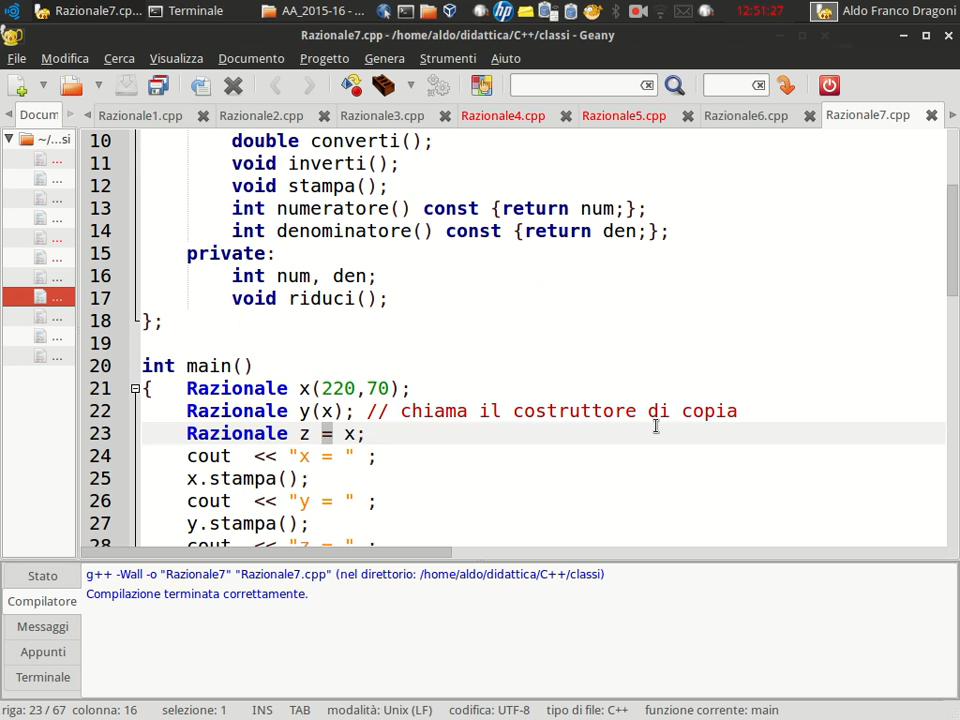 Razionale7.cp...
Terminale
AA_2015-16 - ...
12:51:27
Aldo Franco Dragoni
Razionale7.cpp - /home/aldo/didattica/C++/classi - Geany
File Modifica Cerca Visualizza Documento Progetto Genera Strumenti Aiuto
Docum Razionale1.cpp Razionale2.cpp Razionale3.cpp Razionale4.cpp Razionale5.cpp Razionale6.cpp Razionale7.cpp
~/...si
...
...
...
...
...
...
...
...
...
...
...
10 double converti();
11 void inverti();
12 void stampa();
13 int numeratore() const {return num;};
14 int denominatore() const {return den;};
15 private:
16 int num, den;
17 void riduci();
18 };
19
20 int main()
21 { Razionale x(220,70);
22 Razionale y(x); // chiama il costruttore di copia
23 Razionale z = x;
24 cout << "x = " ;
25 x.stampa();
26 cout << "y = " ;
27 y.stampa();
28 cout << "z = " ;
Stato
Compilatore
Messaggi
Appunti
Terminale
g++ -Wall -o "Razionale7" "Razionale7.cpp" (nel direttorio: /home/aldo/didattica/C++/classi)
Compilazione terminata correttamente.
riga: 23 / 67 colonna: 16 selezione: 1 INS TAB modalità: Unix (LF) codifica: UTF-8 tipo di file: C++ funzione corrente: main